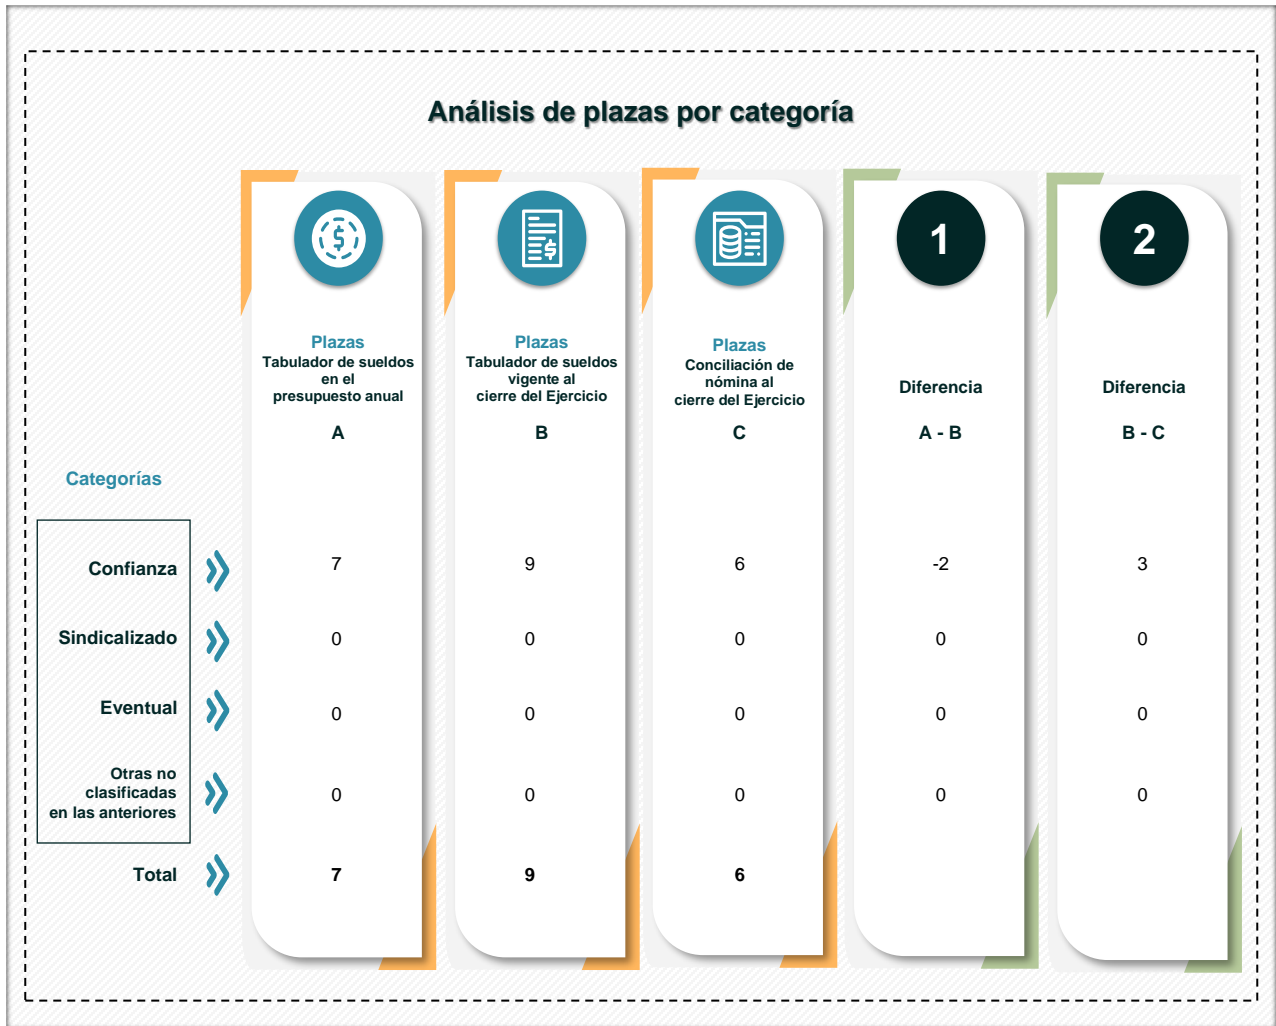 Análisis de plazas por categoría
1
2
Plazas
Tabulador de sueldos
en el
presupuesto anual
A
Plazas
Tabulador de sueldos
vigente al
cierre del Ejercicio
B
Plazas
Conciliación de
nómina al
cierre del Ejercicio
C
Diferencia
A - B
Diferencia
B - C
Categorías
Confianza 7 9 6 -2 3
Sindicalizado 0 0 0 0 0
Eventual 0 0 0 0 0
Otras no
clasificadas
en las anteriores 0 0 0 0 0
Total 7 9 6